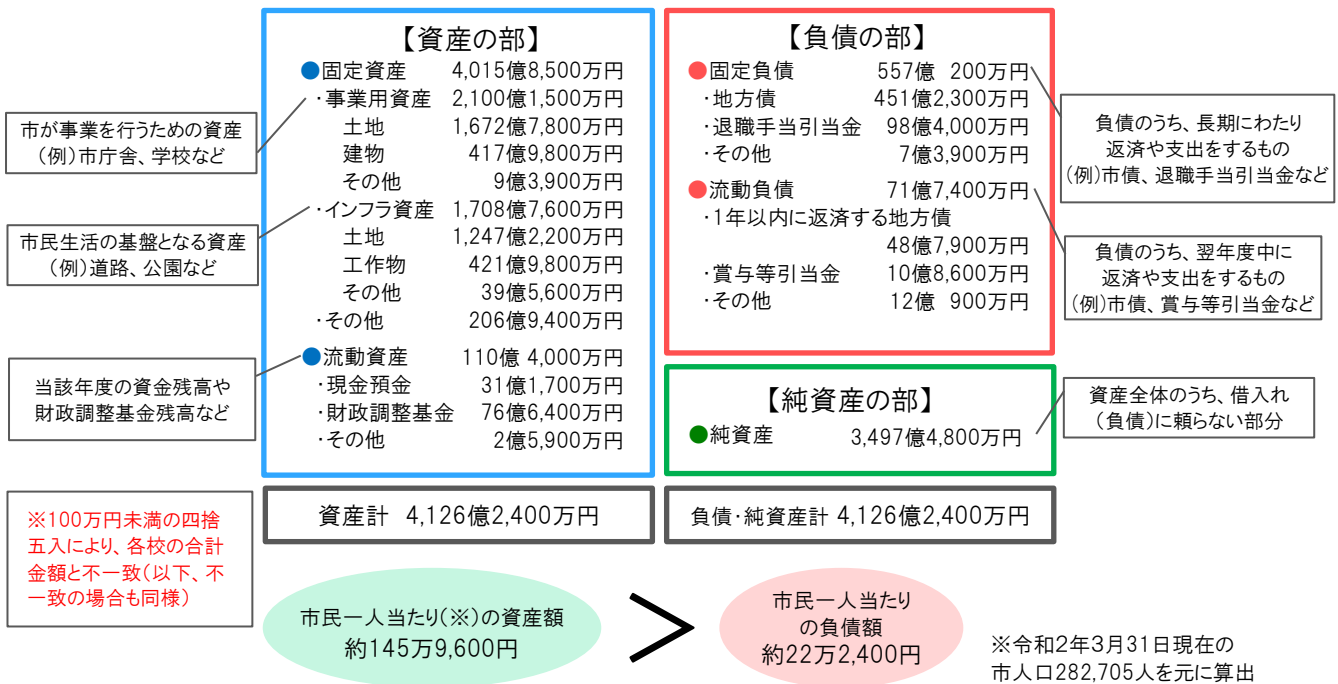 【資産の部】
●固定資産 4,015億8,500万円
・事業用資産 2,100億1,500万円
土地 1,672億7,800万円
建物 417億9,800万円
その他 9億3,900万円
・インフラ資産 1,708億7,600万円
土地 1,247億2,200万円
工作物 421億9,800万円
その他 39億5,600万円
・その他 206億9,400万円
●流動資産 110億 4,000万円
・現金預金 31億1,700万円
・財政調整基金 76億6,400万円
・その他 2億5,900万円
市が事業を行うための資産
(例)市庁舎、学校など
市民生活の基盤となる資産
(例)道路、公園など
当該年度の資金残高や
財政調整基金残高など
【負債の部】
●固定負債 557億 200万円
・地方債 451億2,300万円
・退職手当引当金 98億4,000万円
・その他 7億3,900万円
●流動負債 71億7,400万円
・1年以内に返済する地方債
48億7,900万円
・賞与等引当金 10億8,600万円
・その他 12億 900万円
負債のうち、長期にわたり
返済や支出をするもの
(例)市債、退職手当引当金など
負債のうち、翌年度中に
返済や支出をするもの
(例)市債、賞与等引当金など
【純資産の部】
●純資産 3,497億4,800万円
資産全体のうち、借入れ
(負債)に頼らない部分
資産計 4,126億2,400万円
負債・純資産計 4,126億2,400万円
※100万円未満の四捨
五入により、各校の合計
金額と不一致(以下、不
一致の場合も同様)
市民一人当たり(※)の資産額
約145万9,600円
>
市民一人当たり
の負債額
約22万2,400円
※令和2年3月31日現在の
市人口282,705人を元に算出